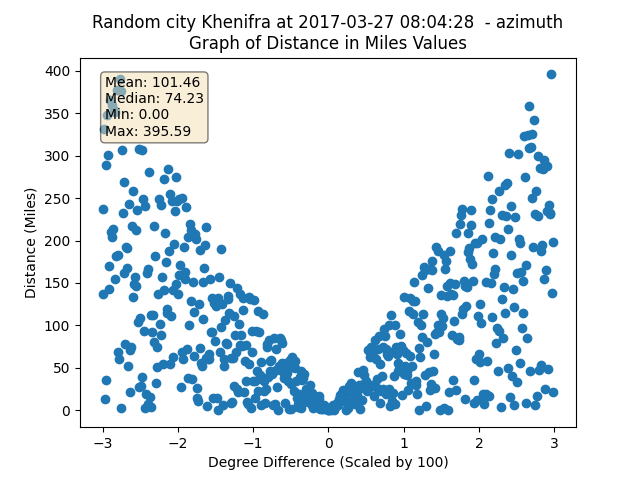 Random city Khenifra at 2017-03-27 08:04:28  - azimuth
Graph of Distance in Miles Values
Mean: 101.46
Median: 74.23
Min: 0.00
Max: 395.59
Distance (Miles)
400
350
300
250
200
150
100
50
0
−3 −2 −1 0 1 2 3
Degree Difference (Scaled by 100)